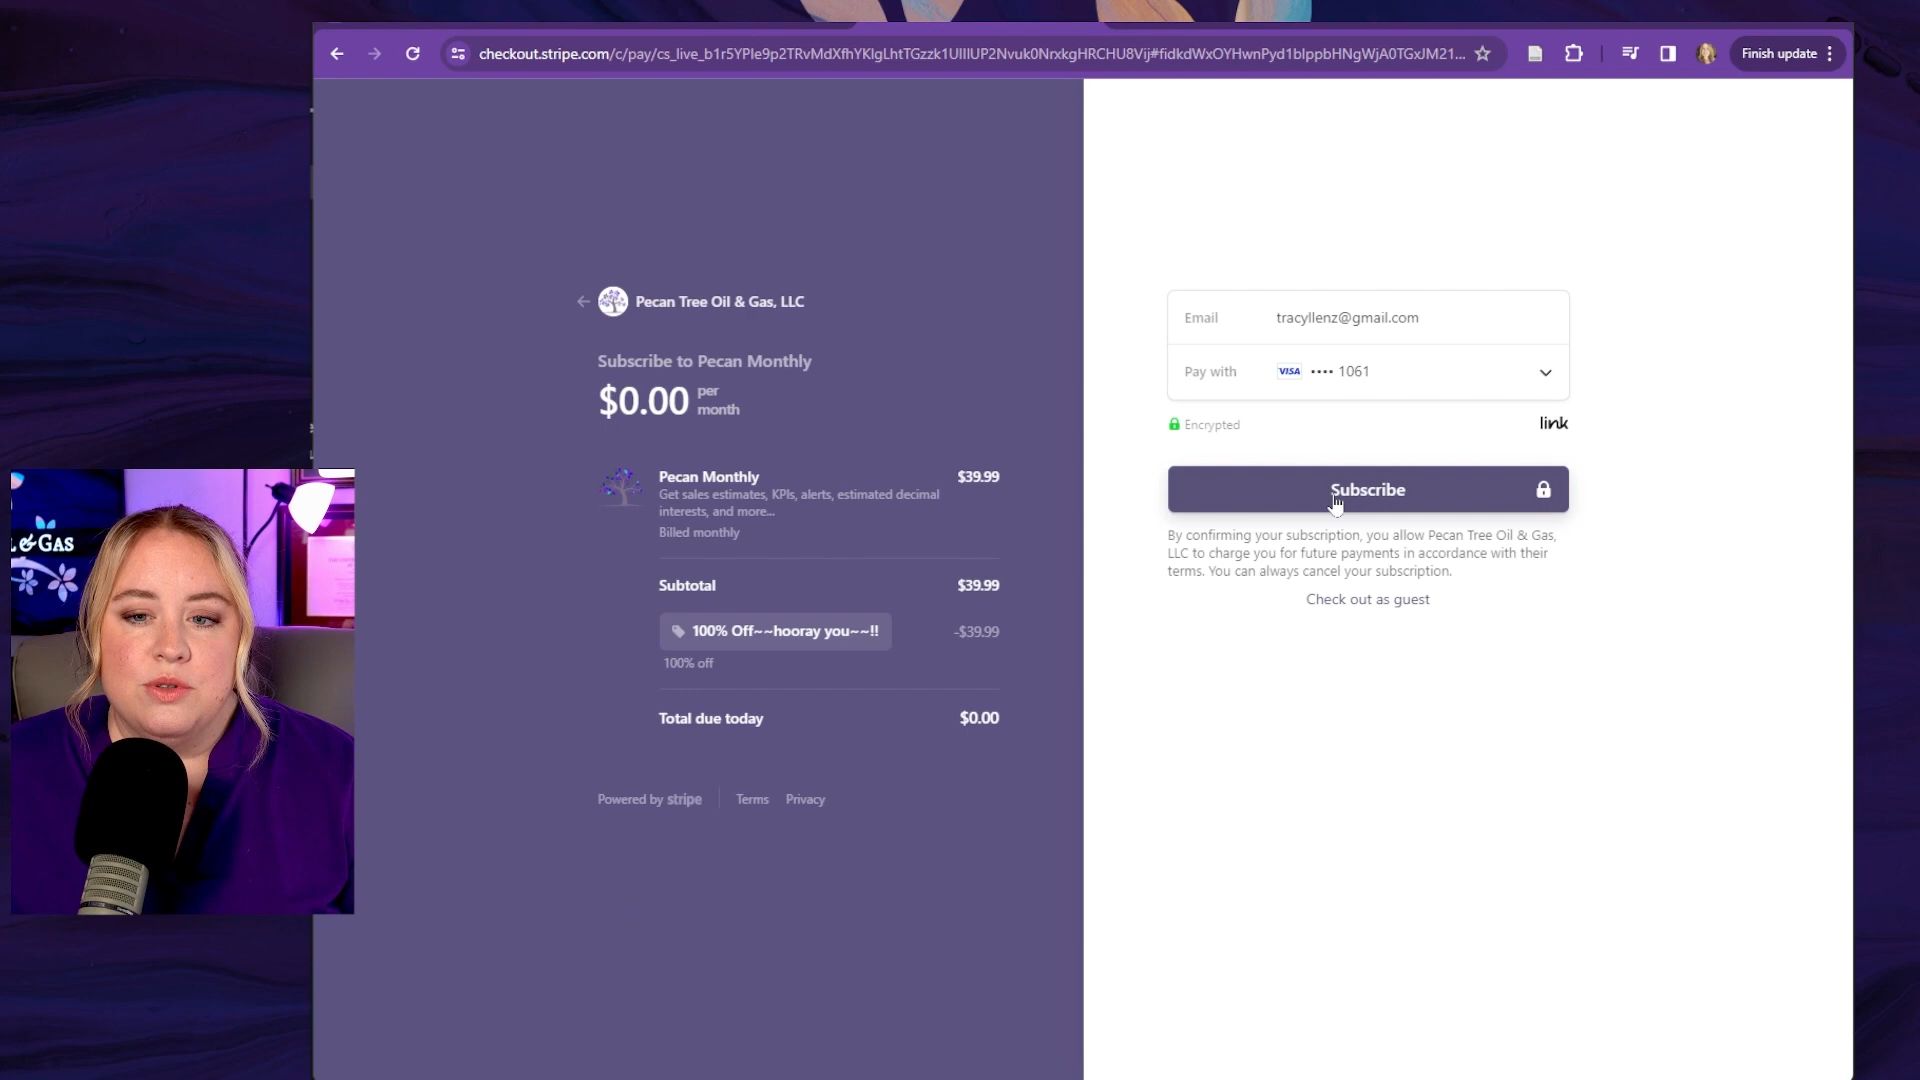 checkout.stripe.com/c/pay/cs_live_b1r5YPIe9p2TRvMdXfhYKIgLhtTGzzk1UIIIUP2Nvuk0NrxkgHRCHU8Vij#fidkdWxOYHwnPyd1blppbHNgWjA0TGxJM21...
Finish update
Pecan Tree Oil & Gas, LLC
Subscribe to Pecan Monthly
$0.00 per
month
Pecan Monthly $39.99
Get sales estimates, KPIs, alerts, estimated decimal
interests, and more...
Billed monthly
Subtotal $39.99
100% Off~~hooray you~~!! -$39.99
100% off
Total due today $0.00
Powered by stripe Terms Privacy
Email tracyllenz@gmail.com
Pay with VISA •••• 1061
Encrypted link
Subscribe
By confirming your subscription, you allow Pecan Tree Oil & Gas,
LLC to charge you for future payments in accordance with their
terms. You can always cancel your subscription.
Check out as guest
L & GAS